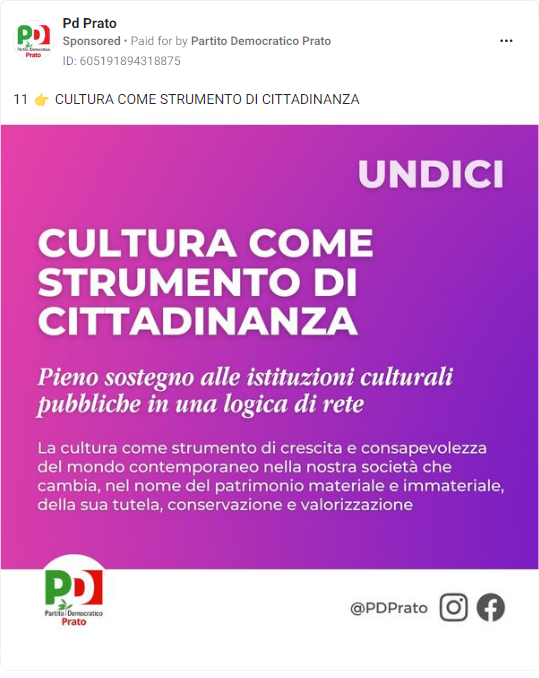 Pd Prato
Sponsored • Paid for by Partito Democratico Prato
ID: 605191894318875
11 👉 CULTURA COME STRUMENTO DI CITTADINANZA
UNDICI
CULTURA COME
STRUMENTO DI
CITTADINANZA
Pieno sostegno alle istituzioni culturali
pubbliche in una logica di rete
La cultura come strumento di crescita e consapevolezza
del mondo contemporaneo nella nostra società che
cambia, nel nome del patrimonio materiale e immateriale,
della sua tutela, conservazione e valorizzazione
PD
Partito Democratico
Prato
@PDPrato